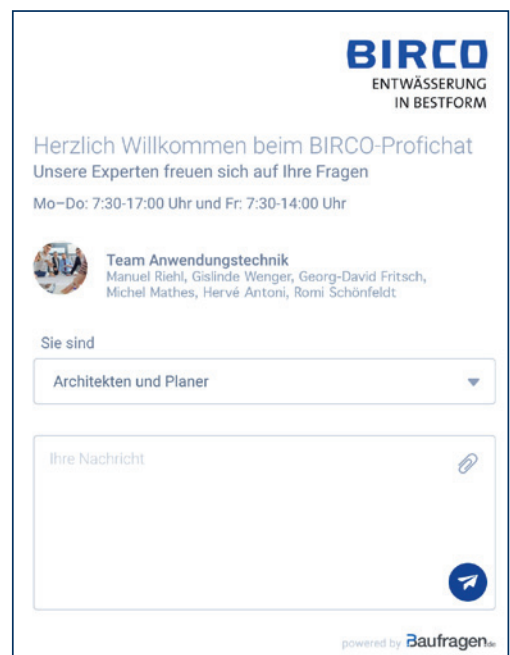 BIRCO
ENTWÄSSERUNG
IN BESTFORM
Herzlich Willkommen beim BIRCO-Profichat
Unsere Experten freuen sich auf Ihre Fragen
Mo–Do: 7:30-17:00 Uhr und Fr: 7:30-14:00 Uhr
Team Anwendungstechnik
Manuel Riehl, Gislinde Wenger, Georg-David Fritsch,
Michel Mathes, Hervé Antoni, Romi Schönfeldt
Sie sind
Architekten und Planer
Ihre Nachricht
powered by Baufragen.de